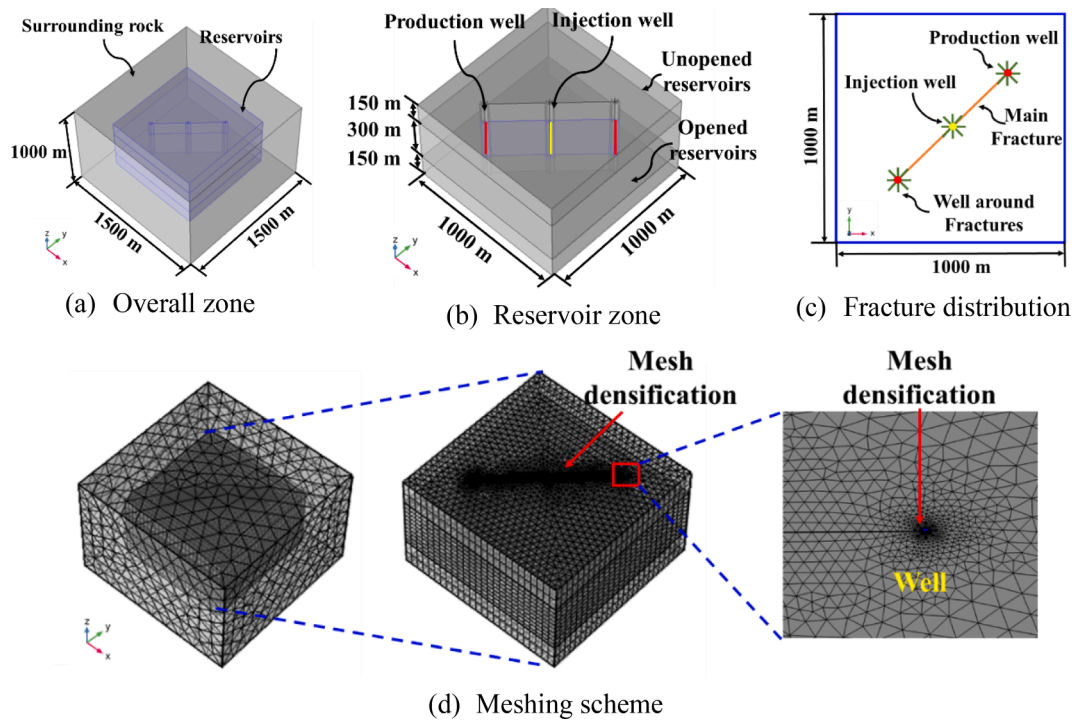 Surrounding rock
Reservoirs
1000 m
1500 m
1500 m
z
y
x
(a) Overall zone
Production well
Injection well
Unopened
reservoirs
150 m
300 m
150 m
Opened
reservoirs
1000 m
1000 m
z
y
x
(b) Reservoir zone
1000 m
Production well
Injection well
Main
Fracture
Well around
Fractures
y
x
1000 m
(c) Fracture distribution
Mesh
densification
Mesh
densification
Well
z
y
x
(d) Meshing scheme